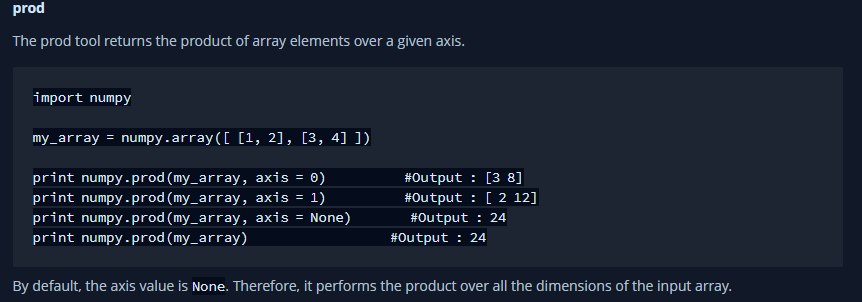 prod
The prod tool returns the product of array elements over a given axis.
import numpy
my_array = numpy.array([ [1, 2], [3, 4] ])
print numpy.prod(my_array, axis = 0)         #Output : [3 8]
print numpy.prod(my_array, axis = 1)         #Output : [ 2 12]
print numpy.prod(my_array, axis = None)      #Output : 24
print numpy.prod(my_array)                   #Output : 24
By default, the axis value is None. Therefore, it performs the product over all the dimensions of the input array.